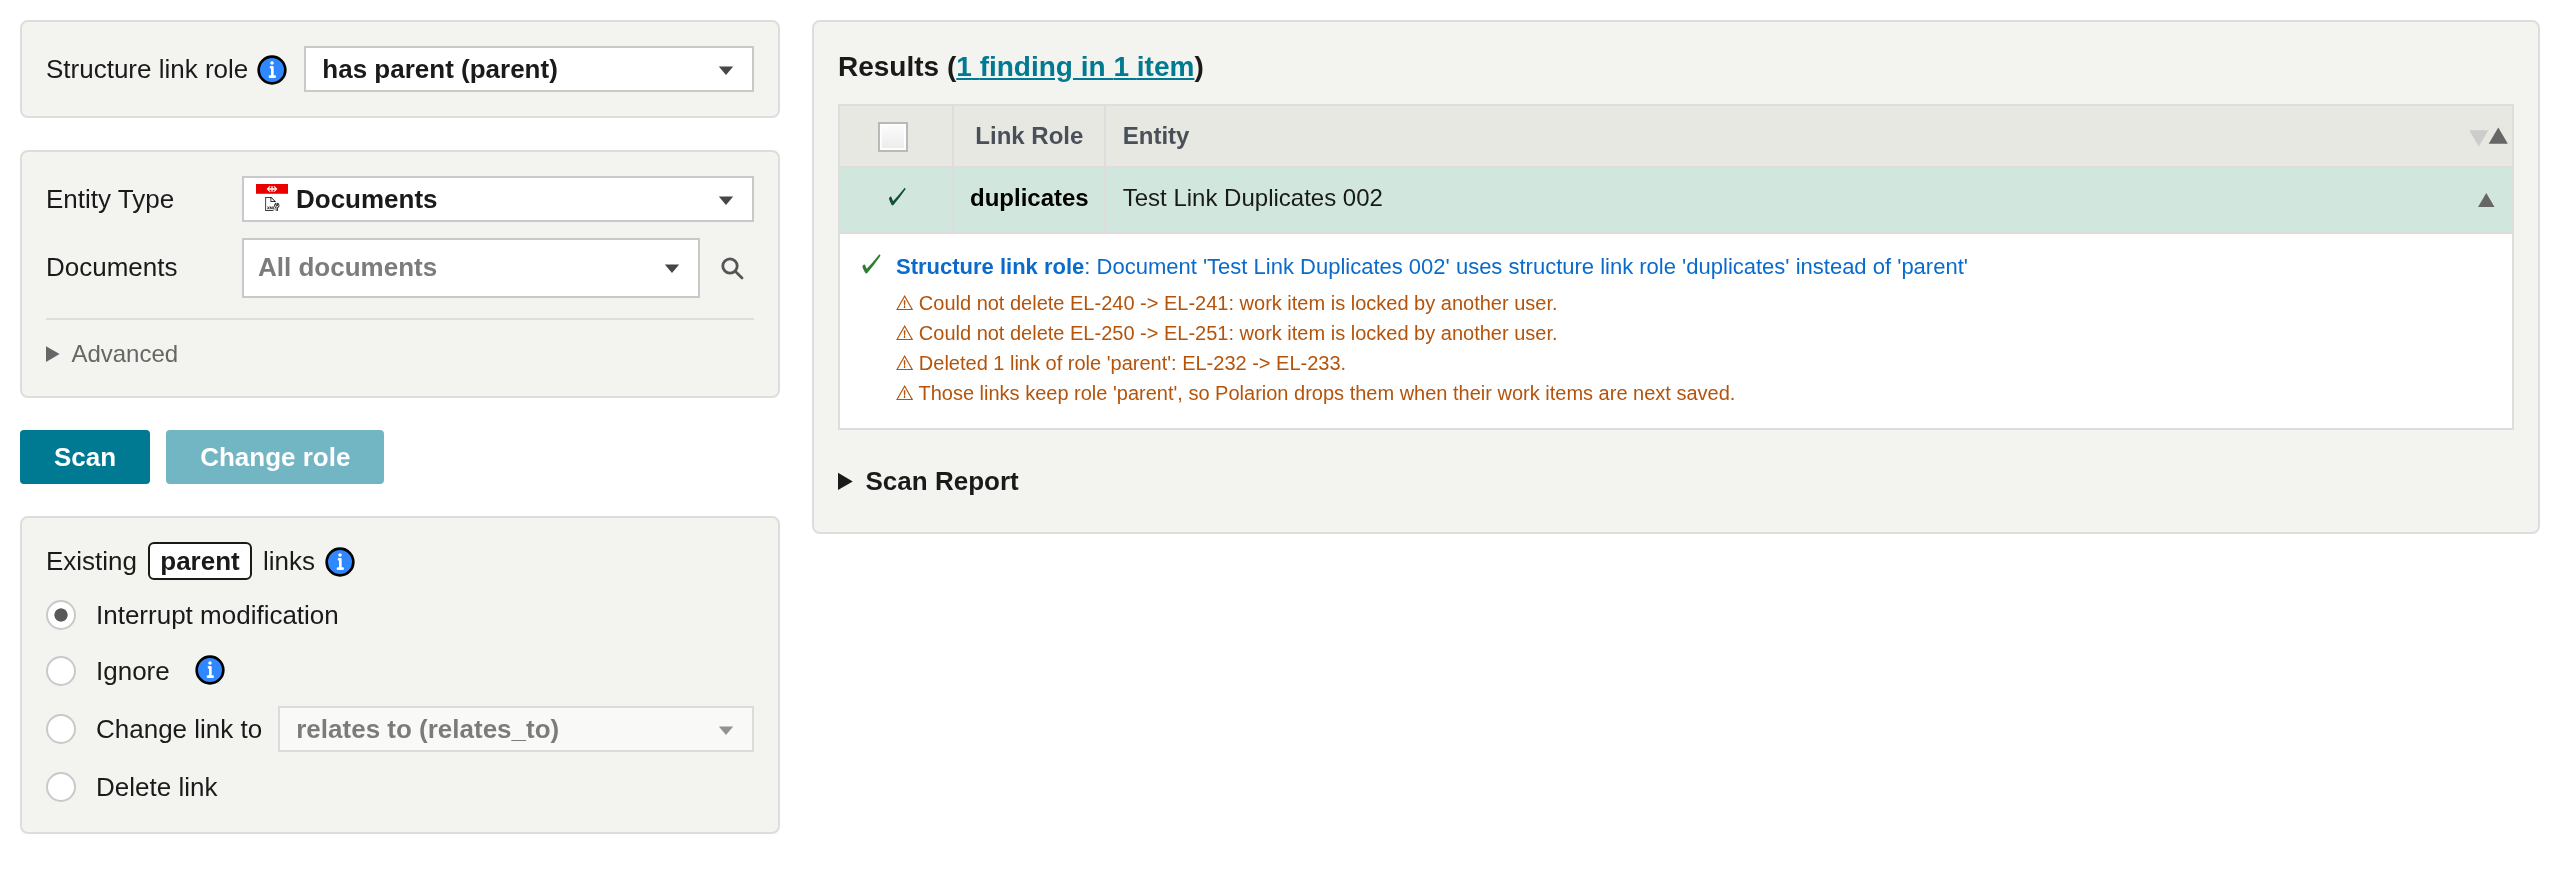 Structure link role
has parent (parent)
Entity Type
Documents
Documents
All documents
Advanced
Scan
Change role
Existing parent links
Interrupt modification
Ignore
Change link to
relates to (relates_to)
Delete link
Results (1 finding in 1 item)
Link Role
Entity
duplicates
Test Link Duplicates 002
Structure link role: Document 'Test Link Duplicates 002' uses structure link role 'duplicates' instead of 'parent'
⚠ Could not delete EL-240 -> EL-241: work item is locked by another user.
⚠ Could not delete EL-250 -> EL-251: work item is locked by another user.
⚠ Deleted 1 link of role 'parent': EL-232 -> EL-233.
⚠ Those links keep role 'parent', so Polarion drops them when their work items are next saved.
Scan Report